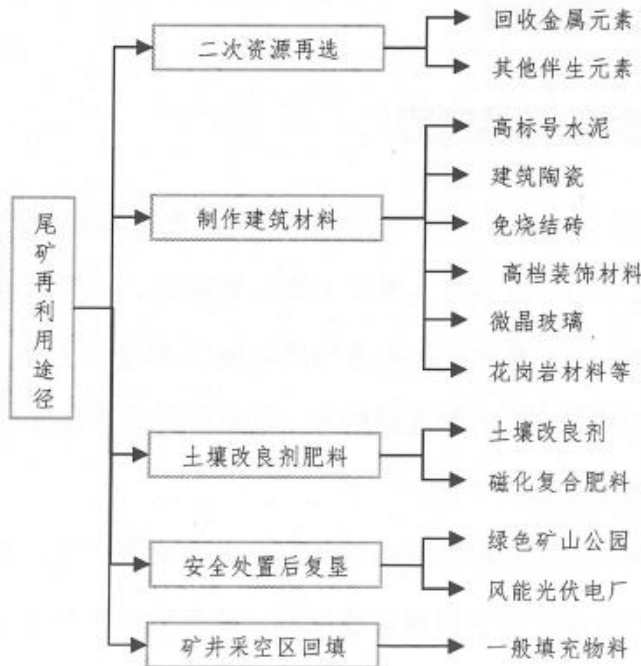 尾矿再利用途径
二次资源再选
回收金属元素
其他伴生元素
制作建筑材料
高标号水泥
建筑陶瓷
免烧结砖
高档装饰材料
微晶玻璃
花岗岩材料等
土壤改良剂肥料
土壤改良剂
磁化复合肥料
安全处置后复垦
绿色矿山公园
风能光伏电厂
矿井采空区回填
一般填充物料